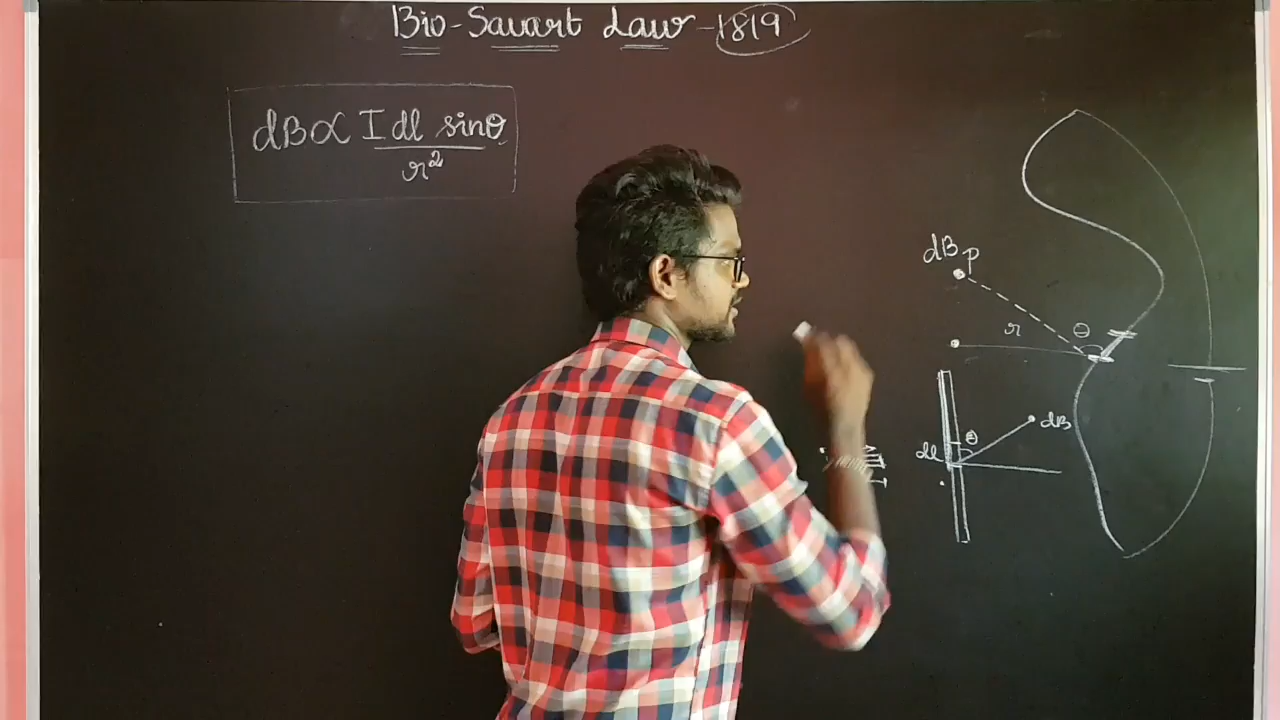 Bio-Savart Law - 1819
dB ∝ I dl sinθ
r²
dB p
r θ
θ dB
dl